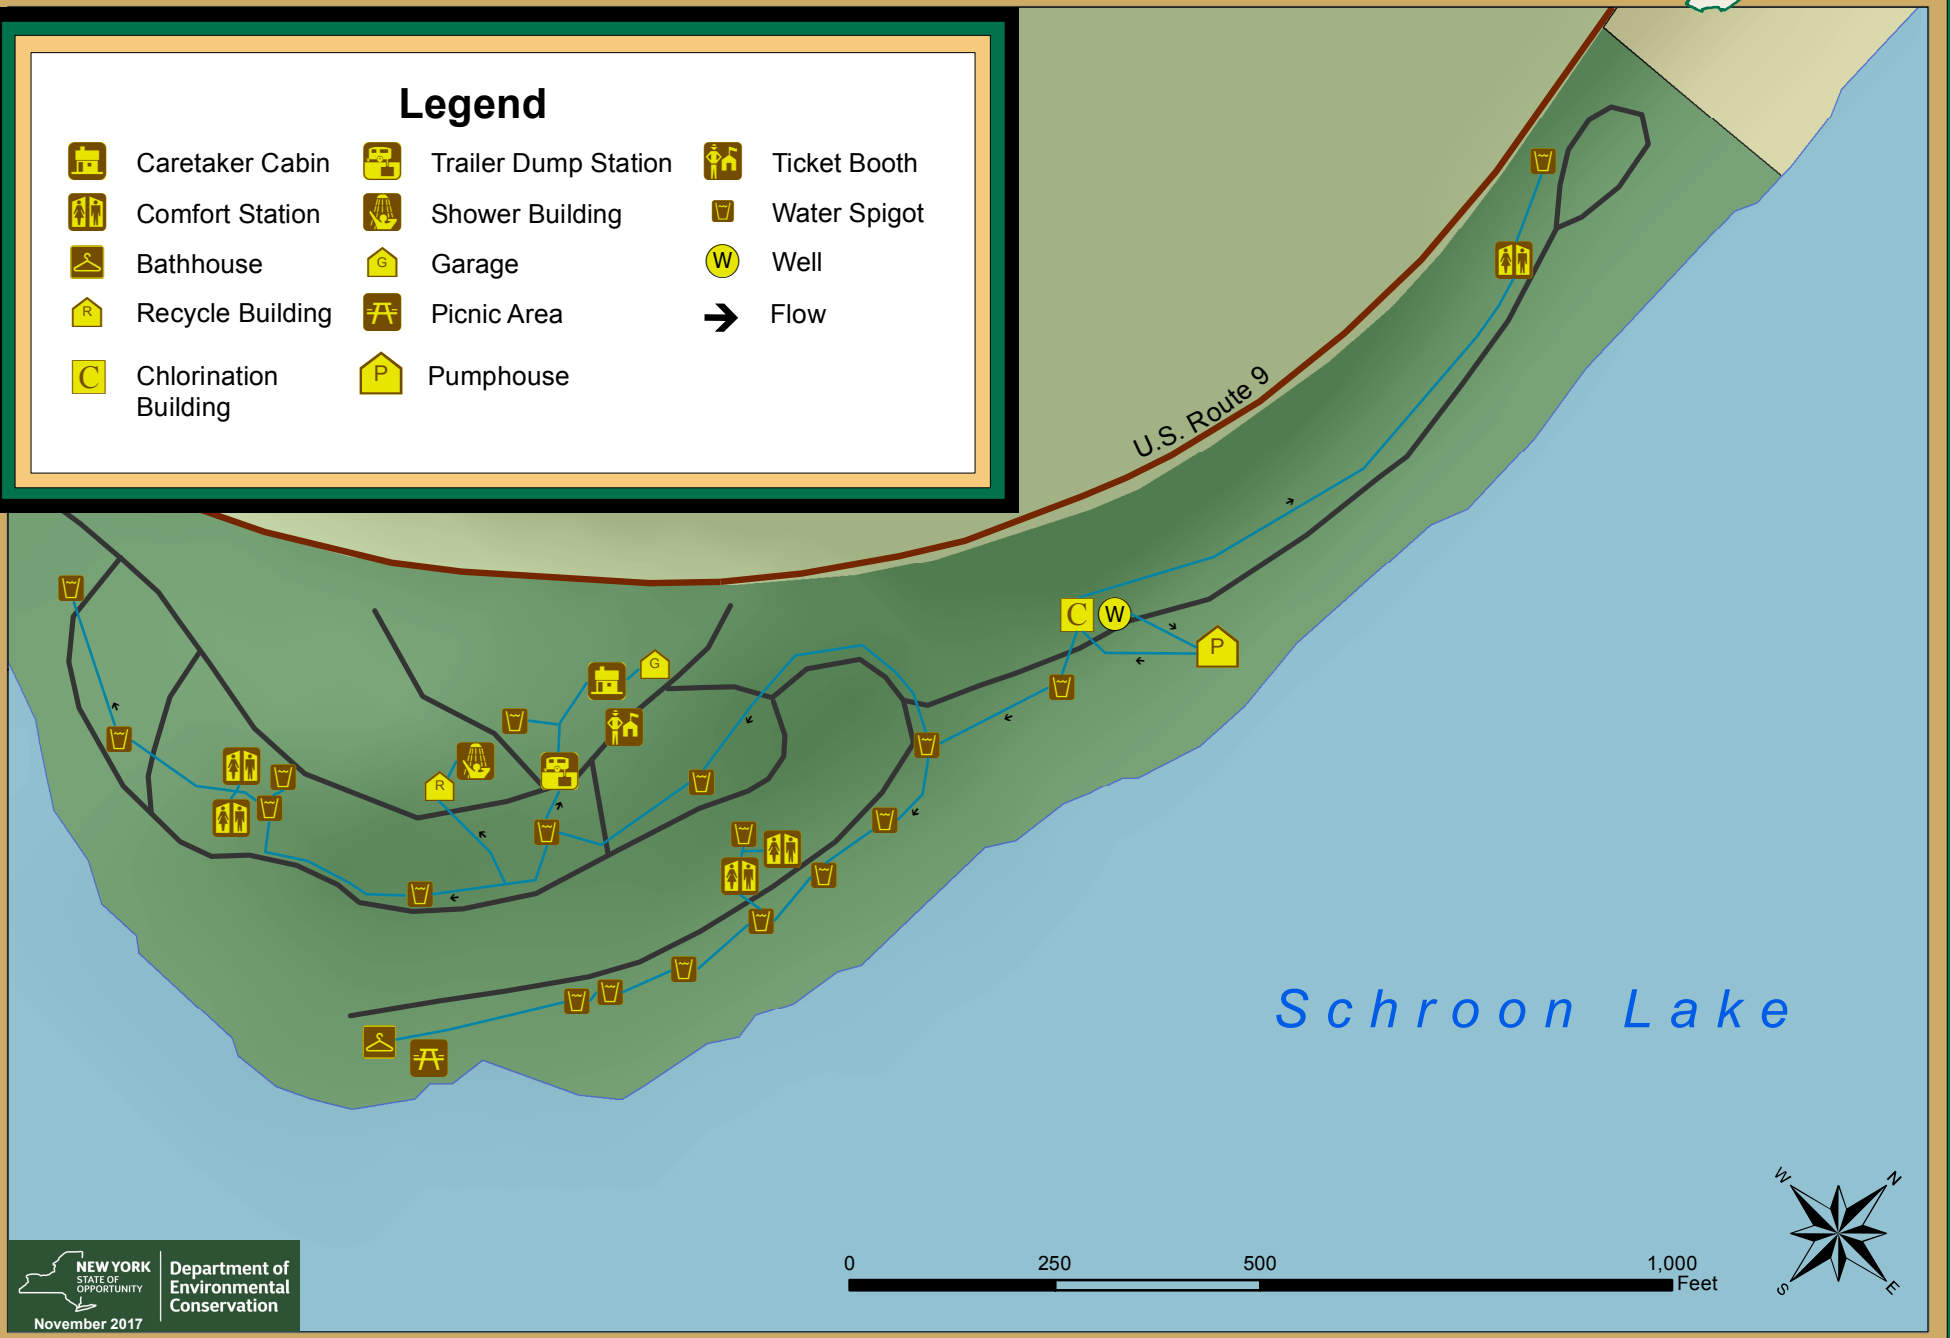 Legend
Caretaker Cabin
Trailer Dump Station
Ticket Booth
Comfort Station
Shower Building
Water Spigot
Bathhouse
G
Garage
W
Well
R
Recycle Building
Picnic Area
Flow
C
Chlorination
Building
P
Pumphouse
U.S. Route 9
C
W
P
G
R
Schroon Lake
W
N
S
E
0
250
500
1,000
Feet
NEW YORK
STATE OF
OPPORTUNITY
Department of
Environmental
Conservation
November 2017